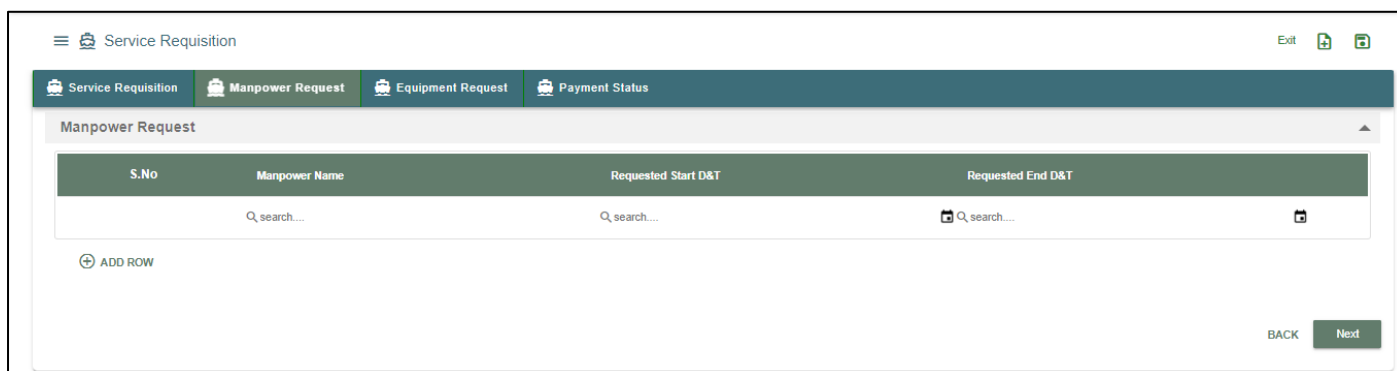 Service Requisition Exit
Service Requisition Manpower Request Equipment Request Payment Status
Manpower Request
S.No Manpower Name Requested Start D&T Requested End D&T
search.... search.... search....
ADD ROW
BACK Next